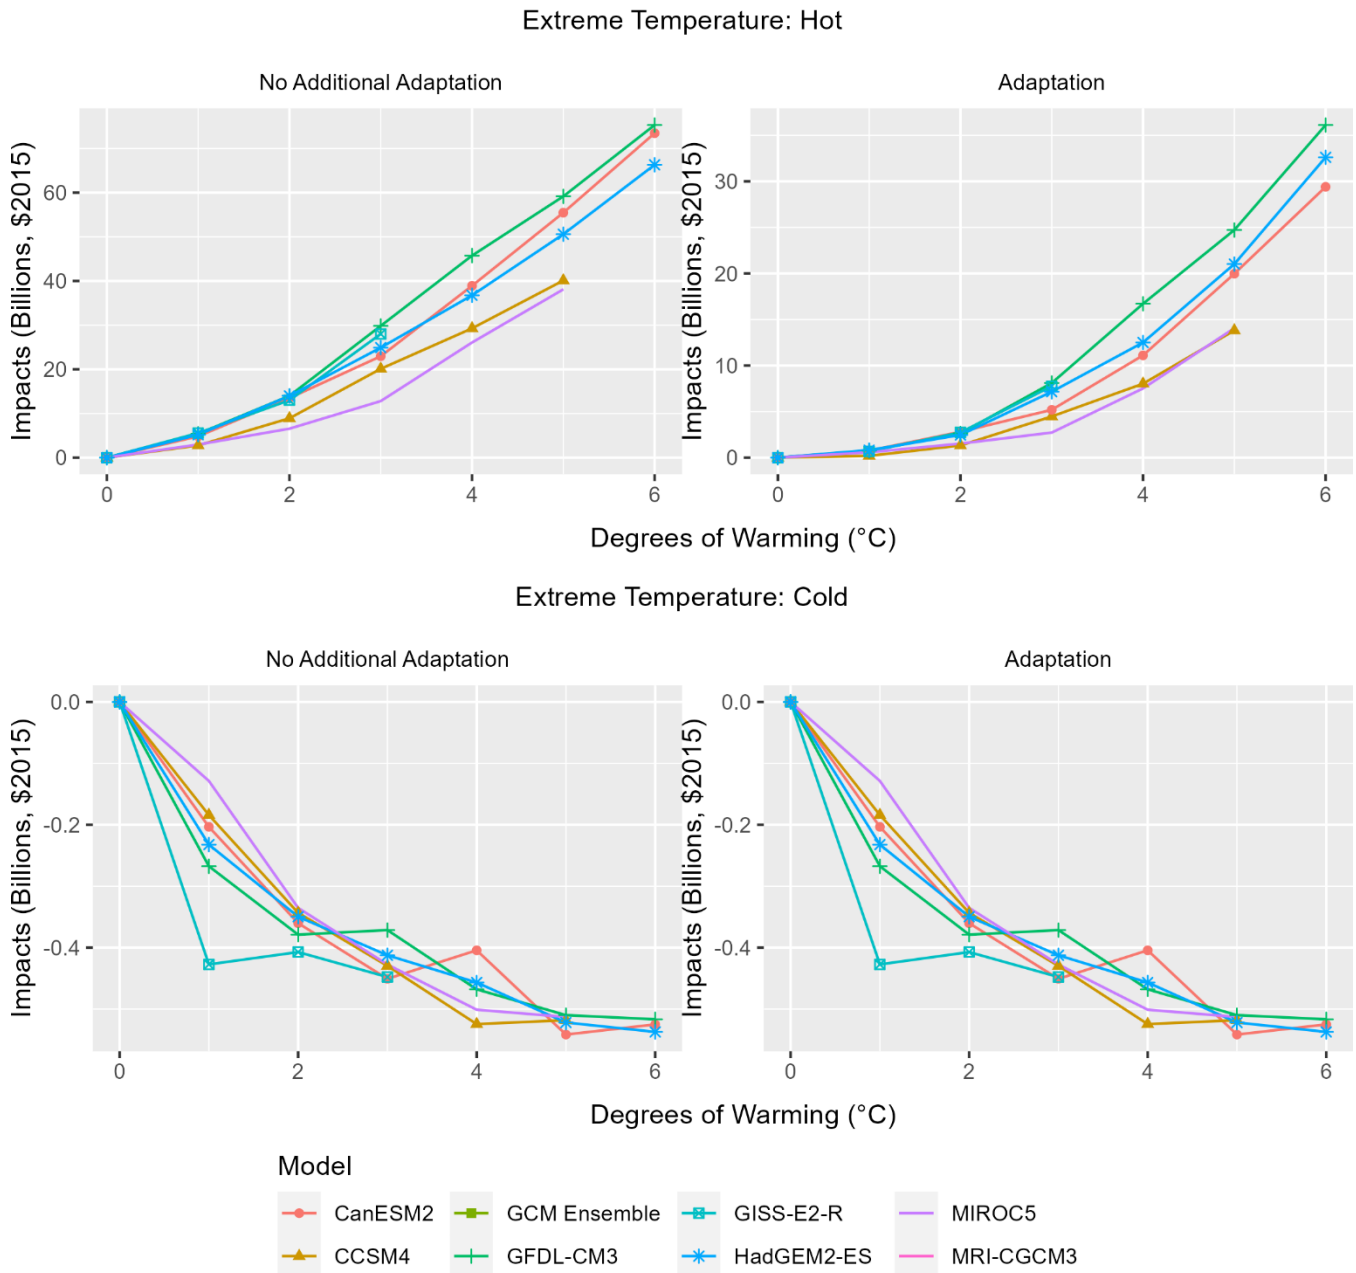 Extreme Temperature: Hot
No Additional Adaptation
Adaptation
Impacts (Billions, $2015)
60
40
20
0
0 2 4 6
Impacts (Billions, $2015)
30
20
10
0
0 2 4 6
Degrees of Warming (°C)
Extreme Temperature: Cold
No Additional Adaptation
Adaptation
Impacts (Billions, $2015)
0.0
-0.2
-0.4
0 2 4 6
Impacts (Billions, $2015)
0.0
-0.2
-0.4
0 2 4 6
Degrees of Warming (°C)
Model
CanESM2 GCM Ensemble GISS-E2-R MIROC5
CCSM4 GFDL-CM3 HadGEM2-ES MRI-CGCM3